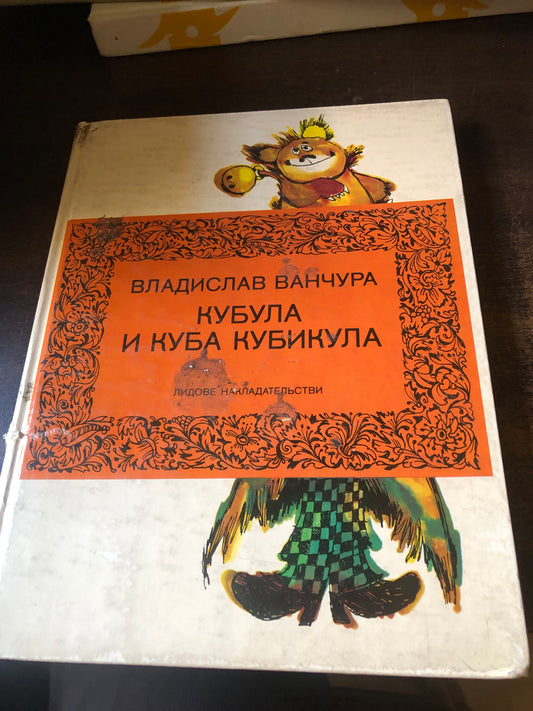 ВЛАДИСЛАВ ВАНЧУРА
КУБУЛА
И КУБА КУБИКУЛА
ЛИДОВЕ НАКЛАДАТЕЛЬСТВИ